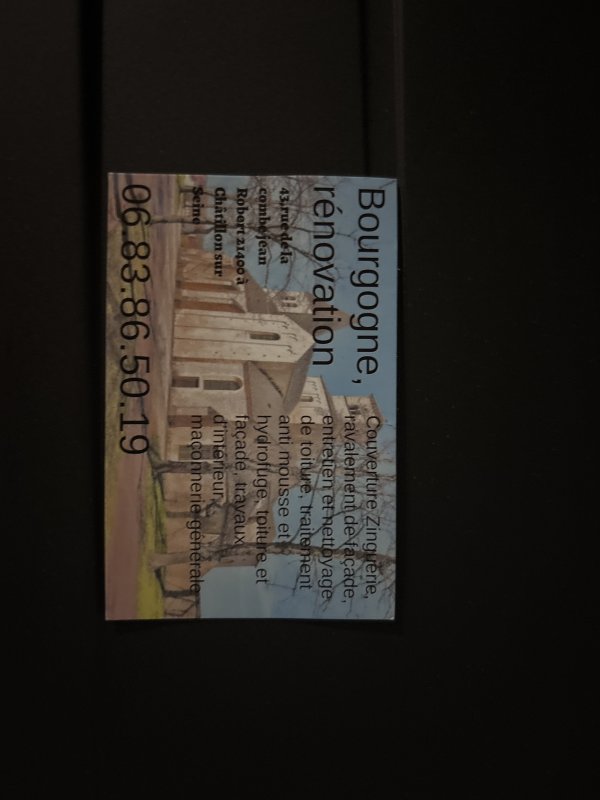 Bourgogne,
rénovation
43,rue de la
combe jean
Robert 21400 à
Châtillon sur
Seine
06.83.86.50.19
Couverture, Zinguerie,
ravalement de façade,
entretien et nettoyage
de toiture, traitement
anti mousse et
hydrofuge, toiture et
façade, travaux
d'intérieur,
maçonnerie générale